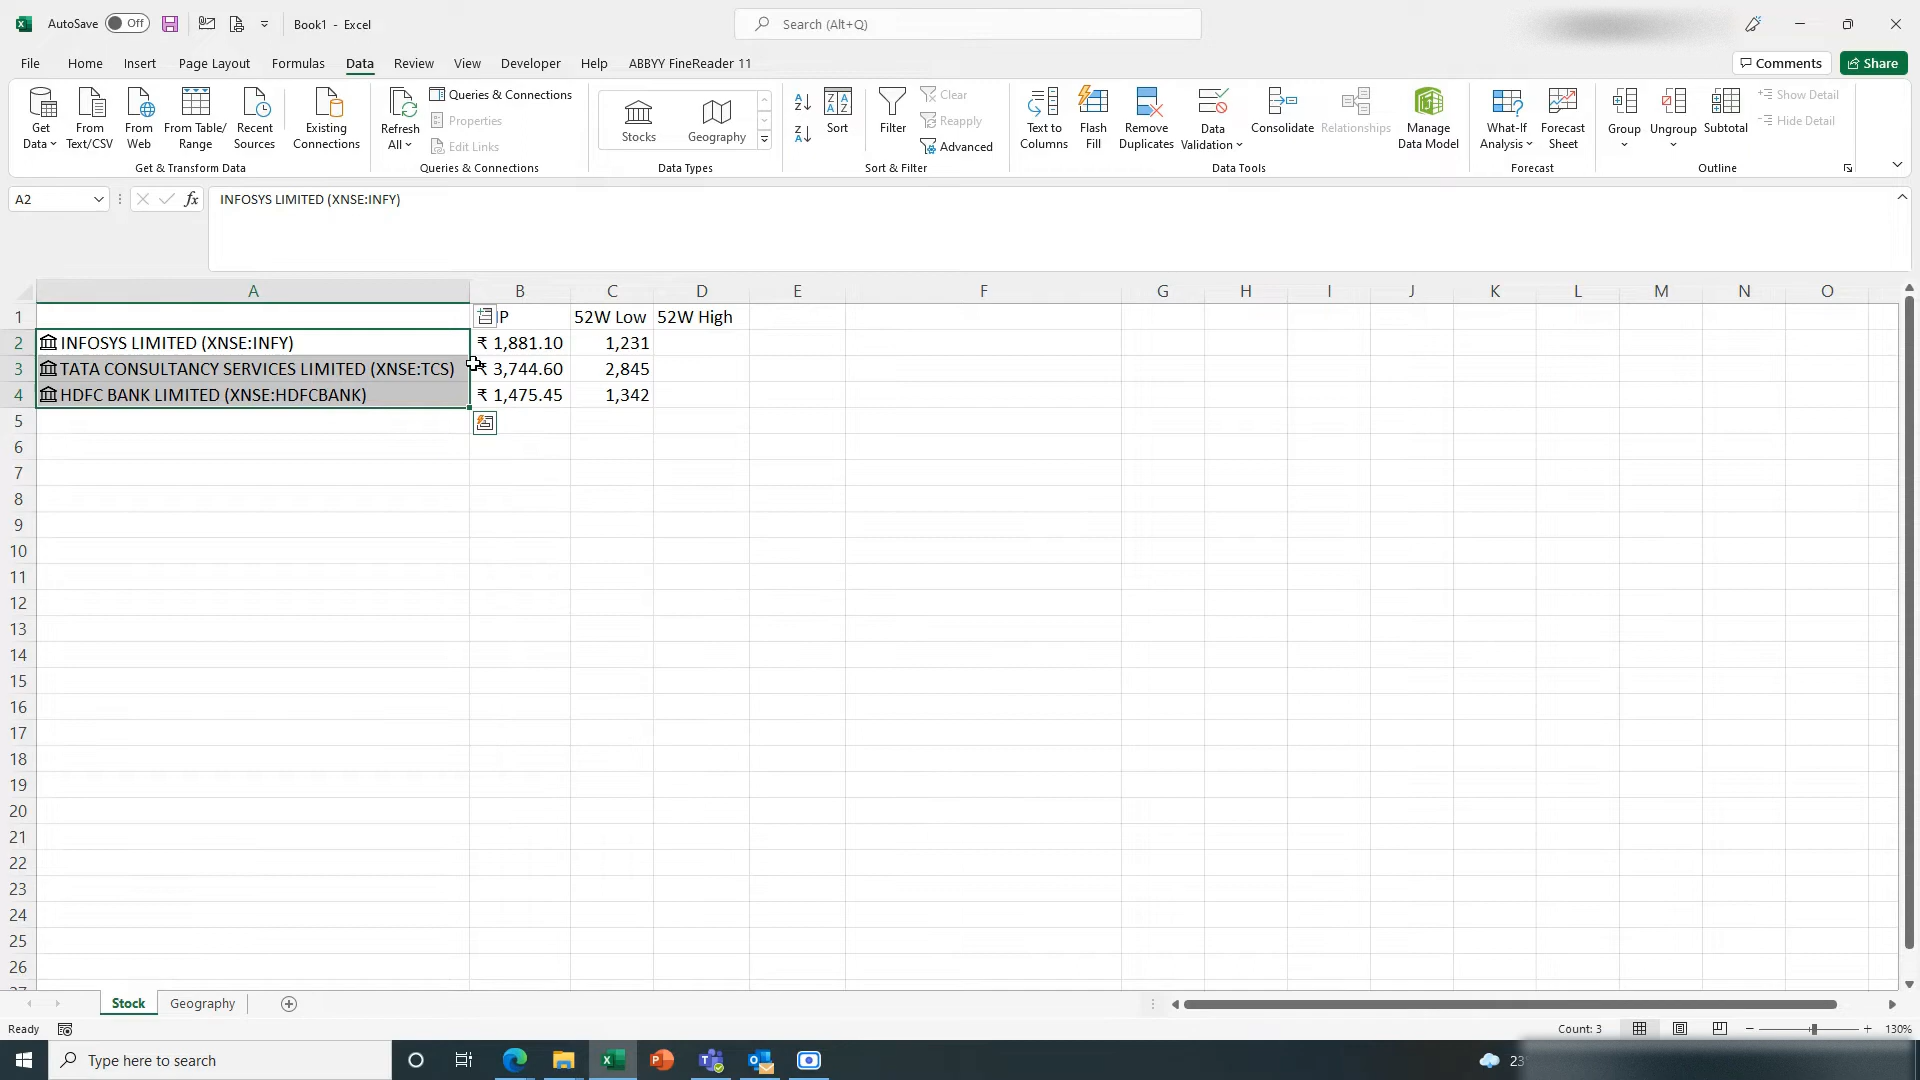 AutoSave Off Book1 - Excel Search (Alt+Q)
File Home Insert Page Layout Formulas Data Review View Developer Help ABBYY FineReader 11 Comments Share
Get Data From Text/CSV From Web From Table/ Range Recent Sources Existing Connections
Get & Transform Data
Refresh All Queries & Connections Properties Edit Links
Queries & Connections
Stocks Geography
Data Types
Sort Filter Clear Reapply Advanced
Sort & Filter
Text to Columns Flash Fill Remove Duplicates Data Validation Consolidate Relationships Manage Data Model
Data Tools
What-If Analysis Forecast Sheet
Forecast
Group Ungroup Subtotal Show Detail Hide Detail
Outline
A2 fx INFOSYS LIMITED (XNSE:INFY)
A B C D E F G H I J K L M N O
1 P 52W Low 52W High
2 INFOSYS LIMITED (XNSE:INFY) ₹ 1,881.10 1,231
3 TATA CONSULTANCY SERVICES LIMITED (XNSE:TCS) ₹ 3,744.60 2,845
4 HDFC BANK LIMITED (XNSE:HDFCBANK) ₹ 1,475.45 1,342
5
6
7
8
9
10
11
12
13
14
15
16
17
18
19
20
21
22
23
24
25
26
Stock Geography
Ready Count: 3 130%
Type here to search 23